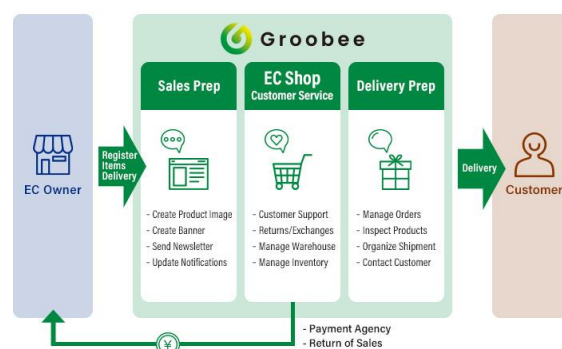 Groobee
Sales Prep
EC Shop
Customer Service
Delivery Prep
EC Owner
Register
Items
Delivery
- Create Product Image
- Create Banner
- Send Newsletter
- Update Notifications
- Customer Support
- Returns/Exchanges
- Manage Warehouse
- Manage Inventory
- Manage Orders
- Inspect Products
- Organize Shipment
- Contact Customer
Delivery
Customer
¥
- Payment Agency
- Return of Sales